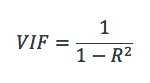 VIF = 1 / (1 − R²)